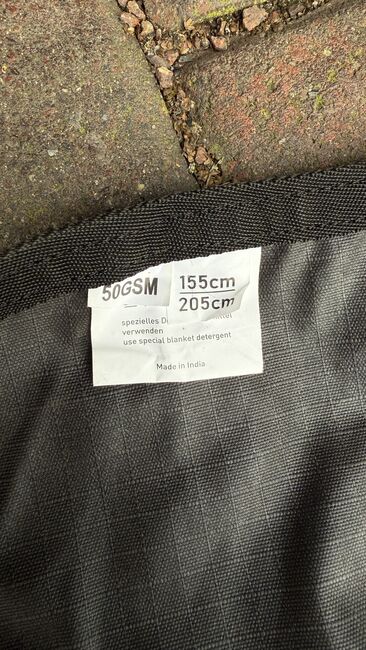 50GSM
155cm
205cm
spezielles
verwenden
use special blanket detergent
Made in India